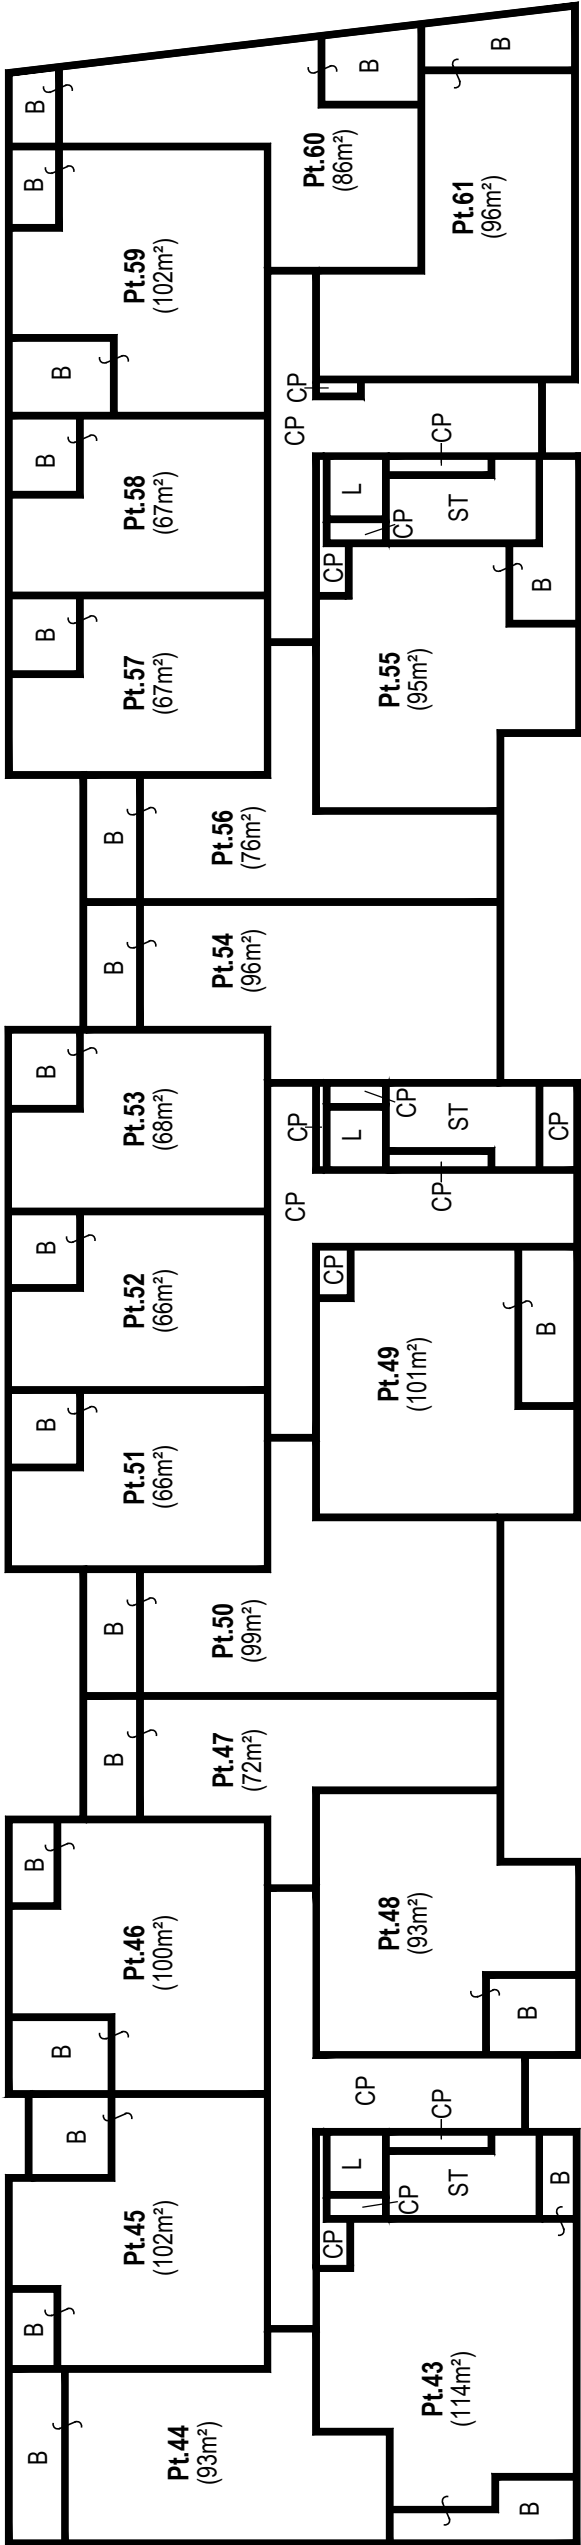 B
B
B
B
Pt.60
(86m²)
Pt.61
(96m²)
Pt.59
(102m²)
B
CP
CP
CP
B
Pt.58
(67m²)
L
ST
CP
CP
B
B
Pt.57
(67m²)
Pt.55
(95m²)
B
Pt.56
(76m²)
B
Pt.54
(96m²)
B
Pt.53
(68m²)
CP
L
CP
ST
CP
CP
CP
B
Pt.52
(66m²)
CP
Pt.49
(101m²)
B
B
Pt.51
(66m²)
B
Pt.50
(99m²)
B
Pt.47
(72m²)
B
Pt.46
(100m²)
Pt.48
(93m²)
B
B
CP
CP
B
L
CP
ST
B
CP
Pt.45
(102m²)
B
Pt.43
(114m²)
B
Pt.44
(93m²)
B